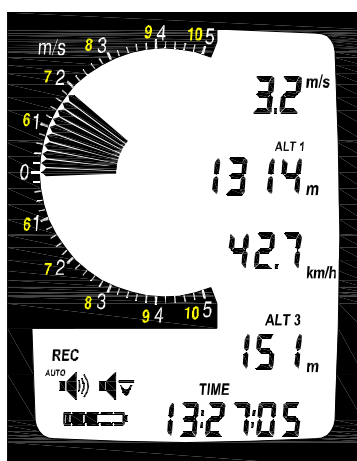 m/s
8 3
9 4
10 5
7 2
6 1
0
6 1
7 2
8 3
9 4
10 5
3.2 m/s
ALT 1
1314 m
42.7 km/h
ALT 3
151 m
REC
AUTO
TIME
13:27:05